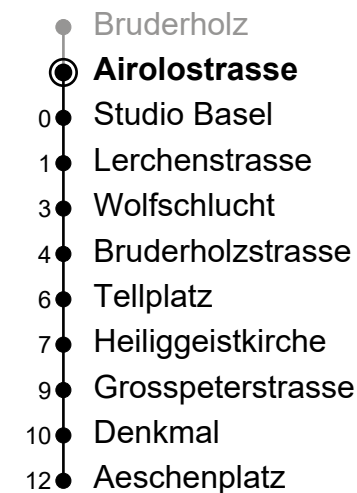 Bruderholz
Airolostrasse
0 Studio Basel
1 Lerchenstrasse
3 Wolfschlucht
4 Bruderholzstrasse
6 Tellplatz
7 Heiliggeistkirche
9 Grosspeterstrasse
10 Denkmal
12 Aeschenplatz